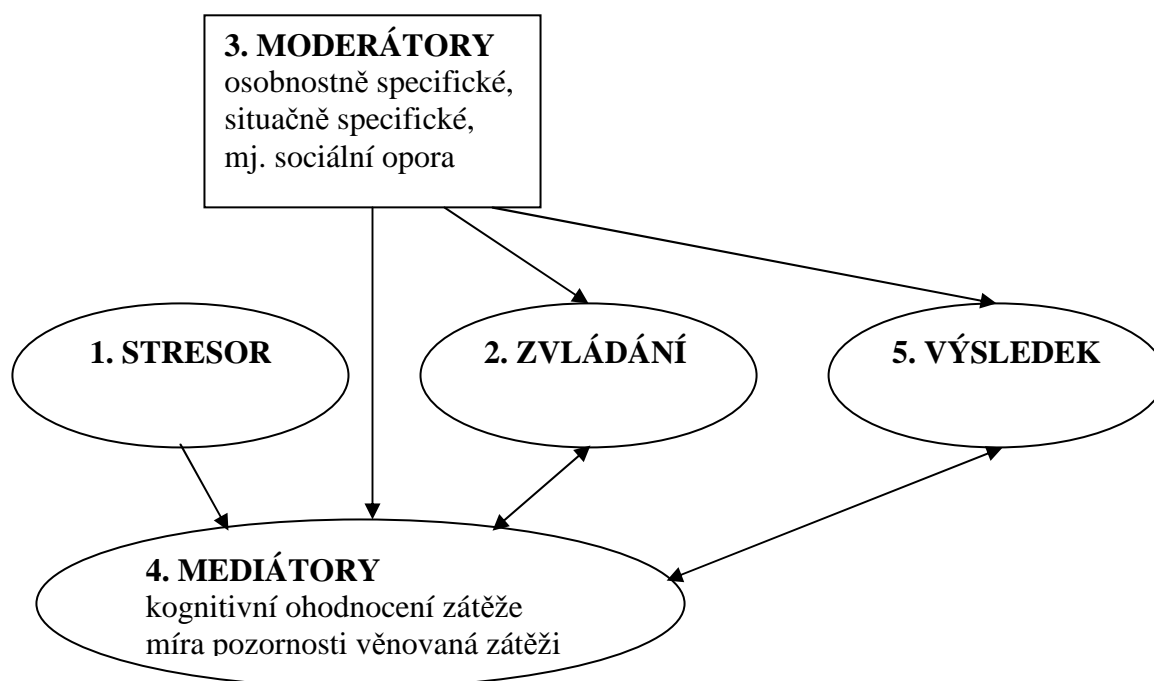 3. MODERÁTORY
osobnostně specifické,
situačně specifické,
mj. sociální opora
1. STRESOR
2. ZVLÁDÁNÍ
5. VÝSLEDEK
4. MEDIÁTORY
kognitivní ohodnocení zátěže
míra pozornosti věnovaná zátěži